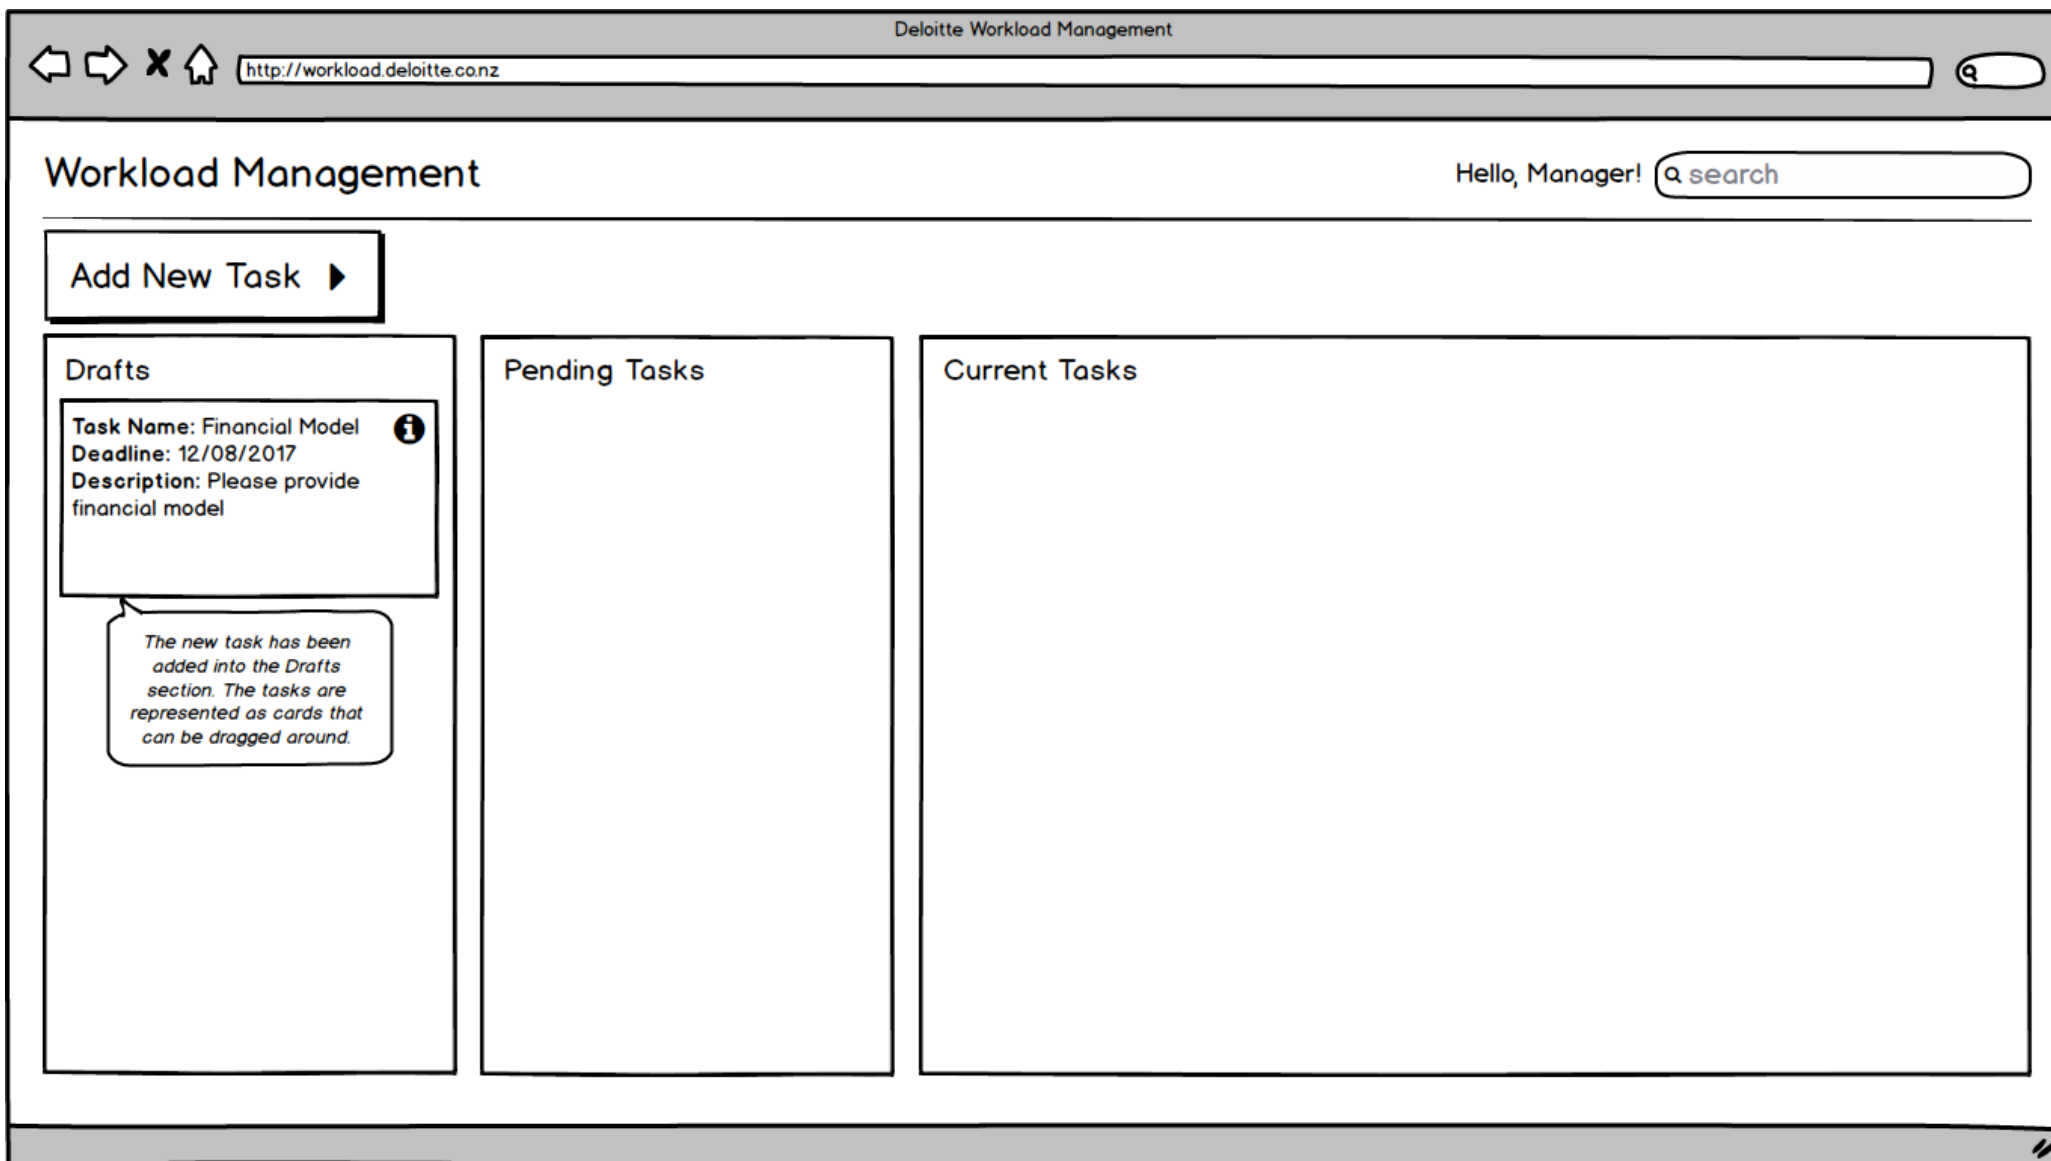 Deloitte Workload Management
http://workload.deloitte.co.nz
Workload Management
Hello, Manager!
search
Add New Task
Drafts
Task Name: Financial Model
Deadline: 12/08/2017
Description: Please provide
financial model
The new task has been
added into the Drafts
section. The tasks are
represented as cards that
can be dragged around.
Pending Tasks
Current Tasks